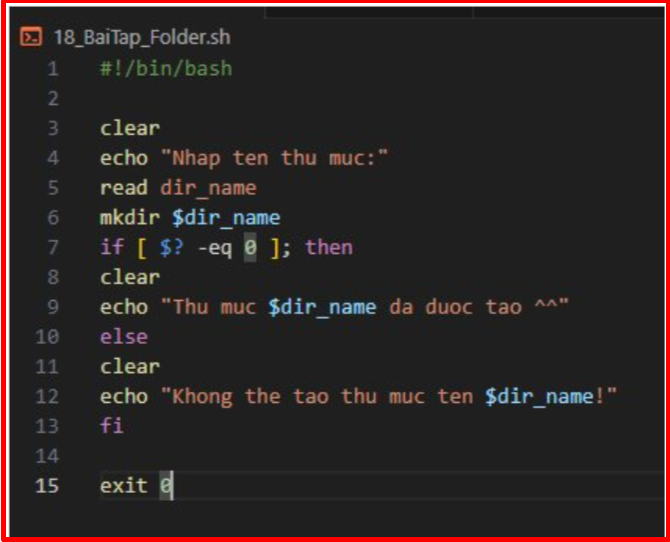 18_BaiTap_Folder.sh
1 #!/bin/bash
2
3 clear
4 echo "Nhap ten thu muc:"
5 read dir_name
6 mkdir $dir_name
7 if [ $? -eq 0 ]; then
8 clear
9 echo "Thu muc $dir_name da duoc tao ^^"
10 else
11 clear
12 echo "Khong the tao thu muc ten $dir_name!"
13 fi
14
15 exit 0